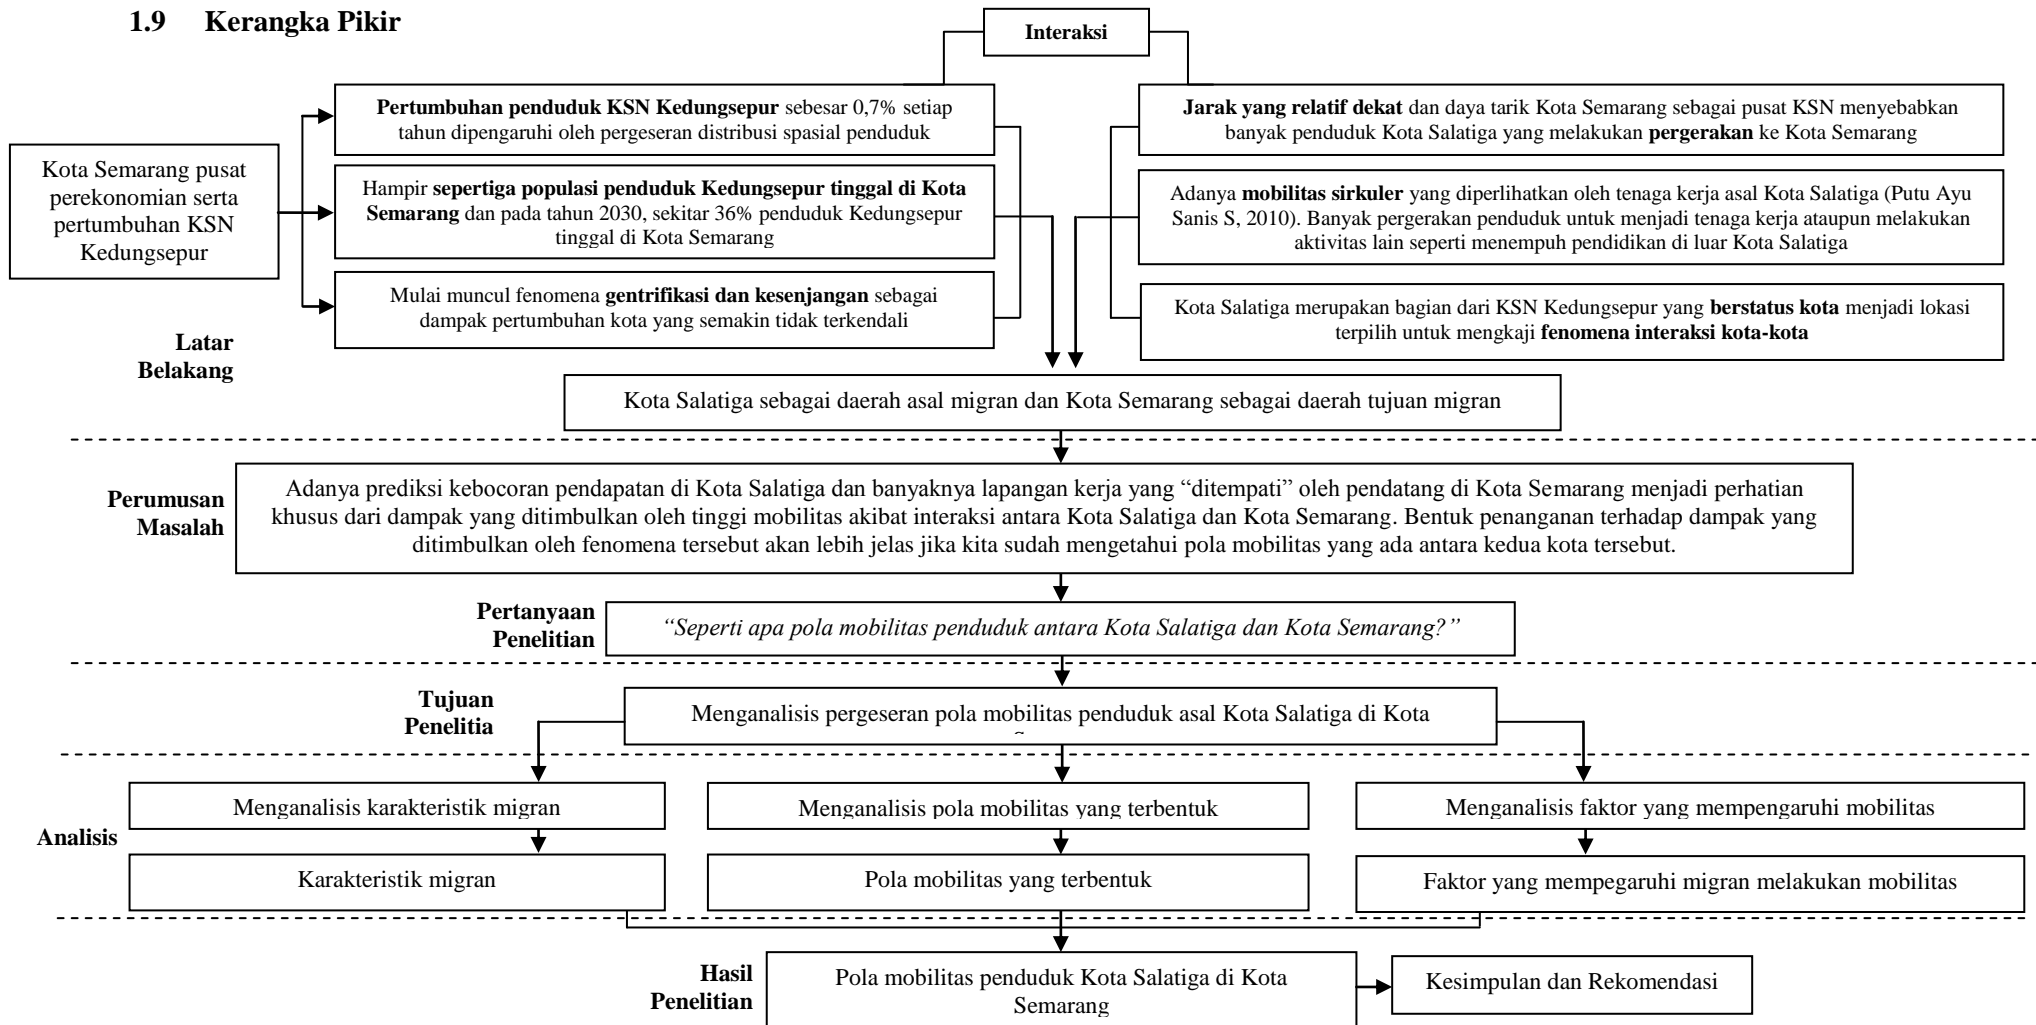 1.9 Kerangka Pikir
Interaksi
Kota Semarang pusat
perekonomian serta
pertumbuhan KSN
Kedungsepur
Pertumbuhan penduduk KSN Kedungsepur sebesar 0,7% setiap
tahun dipengaruhi oleh pergeseran distribusi spasial penduduk
Hampir sepertiga populasi penduduk Kedungsepur tinggal di Kota
Semarang dan pada tahun 2030, sekitar 36% penduduk Kedungsepur
tinggal di Kota Semarang
Mulai muncul fenomena gentrifikasi dan kesenjangan sebagai
dampak pertumbuhan kota yang semakin tidak terkendali
Jarak yang relatif dekat dan daya tarik Kota Semarang sebagai pusat KSN menyebabkan
banyak penduduk Kota Salatiga yang melakukan pergerakan ke Kota Semarang
Adanya mobilitas sirkuler yang diperlihatkan oleh tenaga kerja asal Kota Salatiga (Putu Ayu
Sanis S, 2010). Banyak pergerakan penduduk untuk menjadi tenaga kerja ataupun melakukan
aktivitas lain seperti menempuh pendidikan di luar Kota Salatiga
Kota Salatiga merupakan bagian dari KSN Kedungsepur yang berstatus kota menjadi lokasi
terpilih untuk mengkaji fenomena interaksi kota-kota
Latar
Belakang
Kota Salatiga sebagai daerah asal migran dan Kota Semarang sebagai daerah tujuan migran
Perumusan
Masalah
Adanya prediksi kebocoran pendapatan di Kota Salatiga dan banyaknya lapangan kerja yang “ditempati” oleh pendatang di Kota Semarang menjadi perhatian
khusus dari dampak yang ditimbulkan oleh tinggi mobilitas akibat interaksi antara Kota Salatiga dan Kota Semarang. Bentuk penanganan terhadap dampak yang
ditimbulkan oleh fenomena tersebut akan lebih jelas jika kita sudah mengetahui pola mobilitas yang ada antara kedua kota tersebut.
Pertanyaan
Penelitian
“Seperti apa pola mobilitas penduduk antara Kota Salatiga dan Kota Semarang?”
Tujuan
Penelitia
Menganalisis pergeseran pola mobilitas penduduk asal Kota Salatiga di Kota
Analisis
Menganalisis karakteristik migran
Menganalisis pola mobilitas yang terbentuk
Menganalisis faktor yang mempengaruhi mobilitas
Karakteristik migran
Pola mobilitas yang terbentuk
Faktor yang mempegaruhi migran melakukan mobilitas
Hasil
Penelitian
Pola mobilitas penduduk Kota Salatiga di Kota
Semarang
Kesimpulan dan Rekomendasi